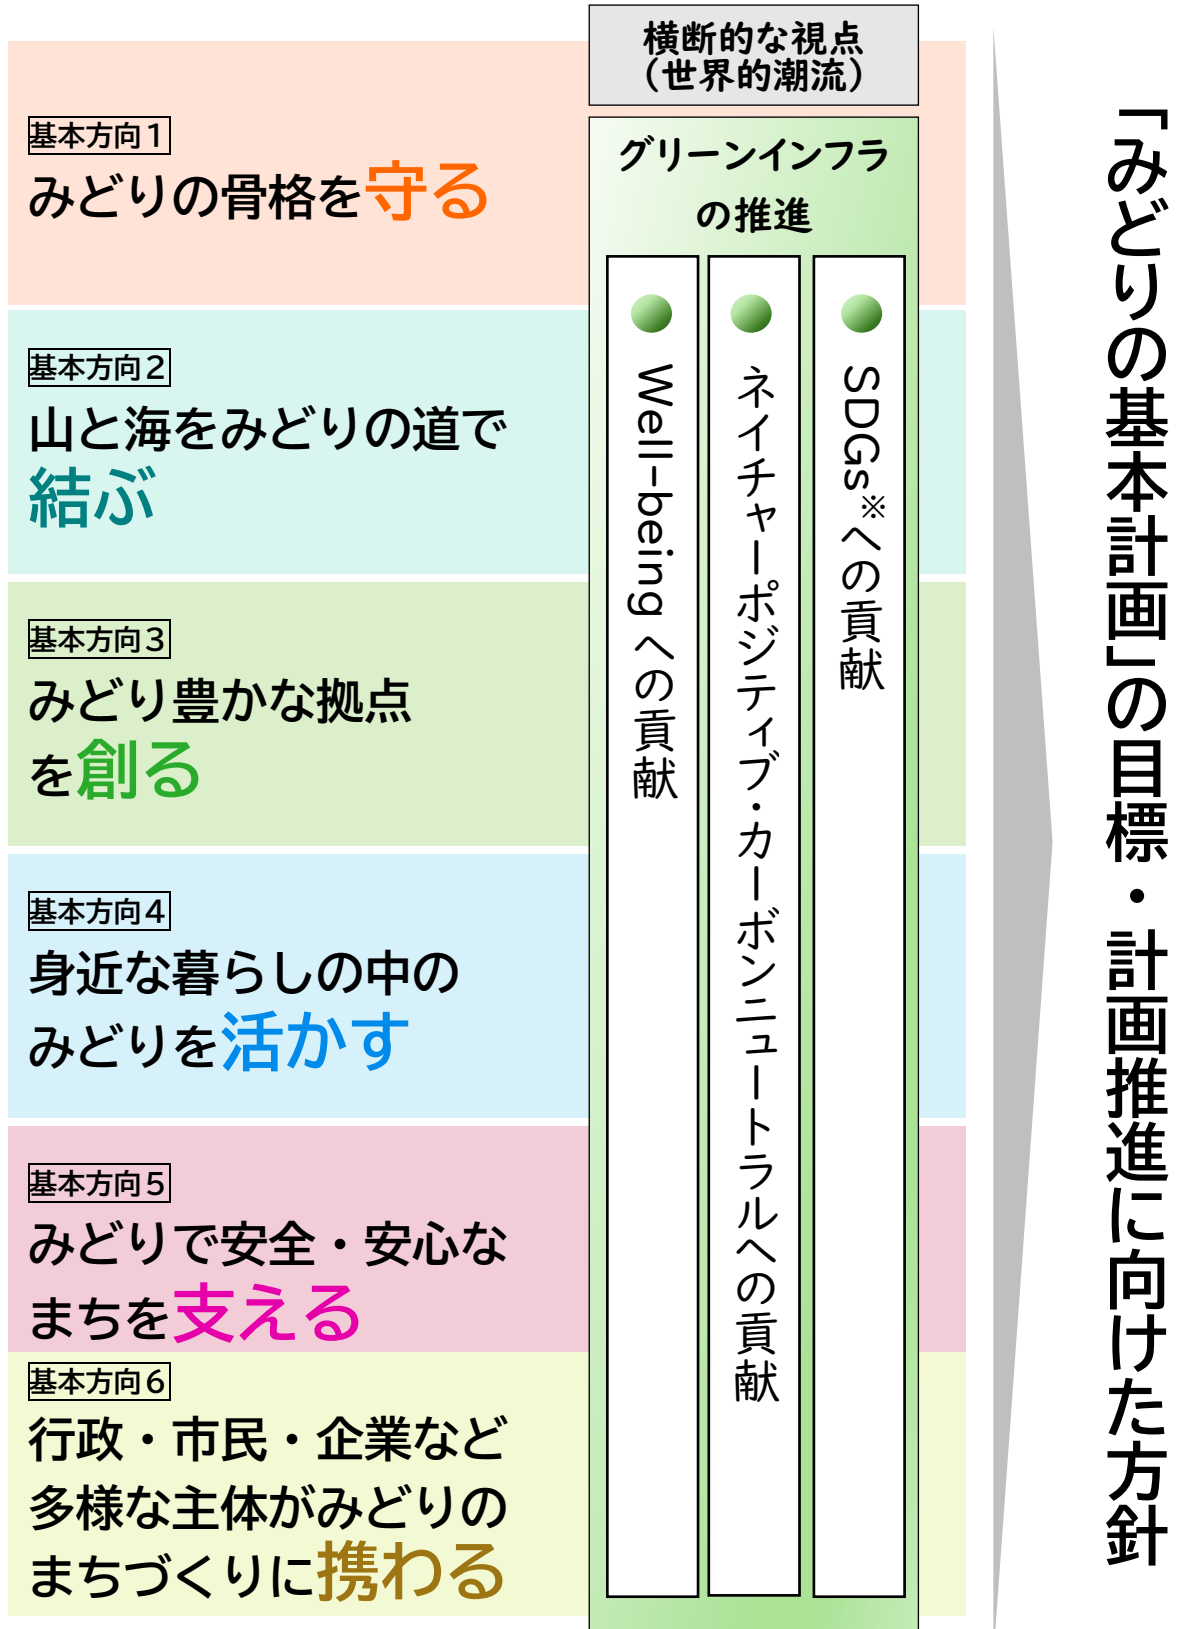 基本方向１
みどりの骨格を守る
基本方向２
山と海をみどりの道で
結ぶ
基本方向３
みどり豊かな拠点
を創る
基本方向４
身近な暮らしの中の
みどりを活かす
基本方向５
みどりで安全・安心な
まちを支える
基本方向６
行政・市民・企業など
多様な主体がみどりの
まちづくりに携わる
横断的な視点
（世界的潮流）
グリーンインフラ
の推進
SDGs※への貢献
ネイチャーポジティブ・カーボンニュートラルへの貢献
Well-being への貢献
「みどりの基本計画」の目標・計画推進に向けた方針